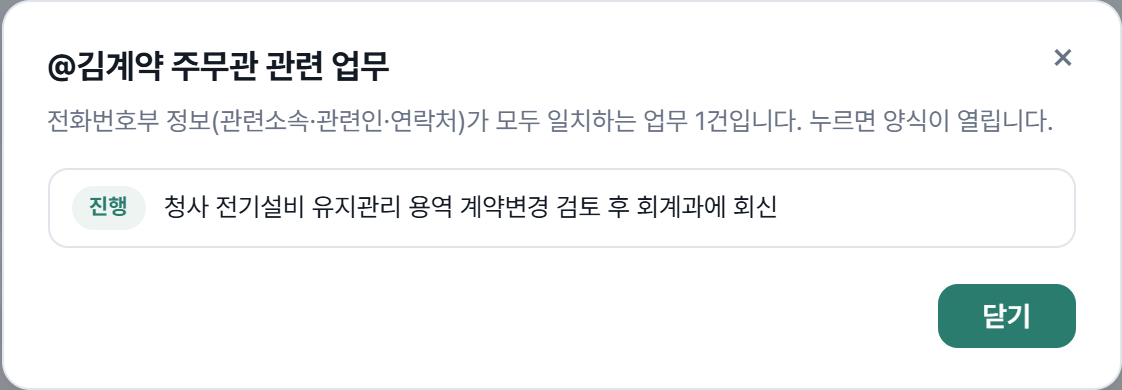 @김계약 주무관 관련 업무
×
전화번호부 정보(관련소속·관련인·연락처)가 모두 일치하는 업무 1건입니다. 누르면 양식이 열립니다.
진행 청사 전기설비 유지관리 용역 계약변경 검토 후 회계과에 회신
닫기